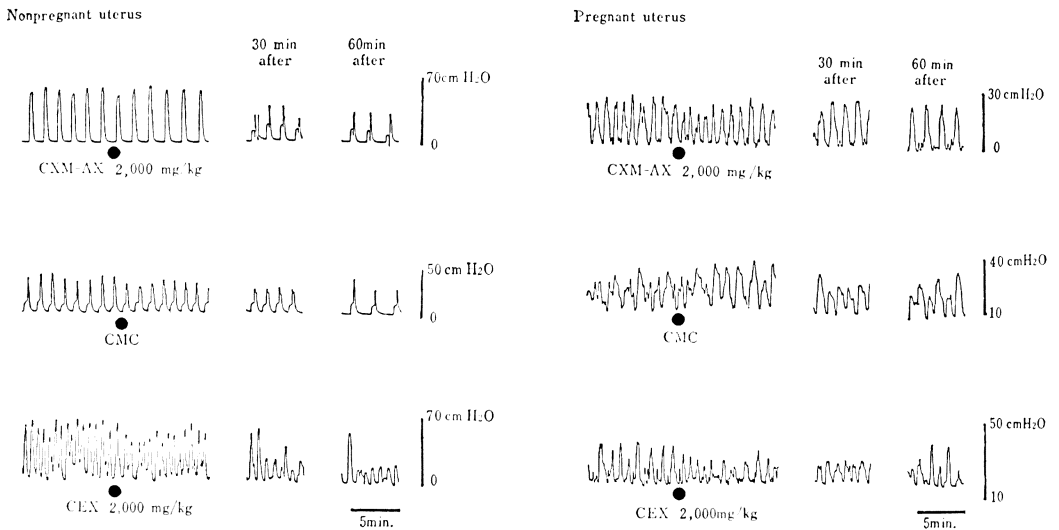 Nonpregnant uterus
30 min after
60min after
70cm H₂O
0
CXM-AX 2,000 mg/kg
50 cm H₂O
0
CMC
70 cm H₂O
0
CEX 2,000 mg/kg
5min.
Pregnant uterus
30 min after
60 min after
30 cmH₂O
0
CXM-AX 2,000 mg/kg
40 cmH₂O
10
CMC
50 cmH₂O
10
CEX 2,000mg/kg
5min.